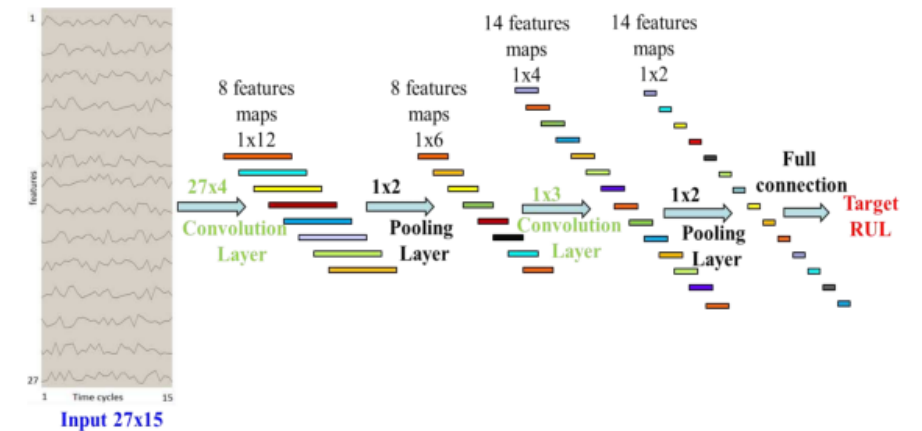 1
features
27
1 Time cycles 15
Input 27x15
8 features
maps
1x12
27x4
Convolution
Layer
8 features
maps
1x6
1x2
Pooling
Layer
14 features
maps
1x4
1x3
Convolution
Layer
14 features
maps
1x2
1x2
Pooling
Layer
Full
connection
Target
RUL